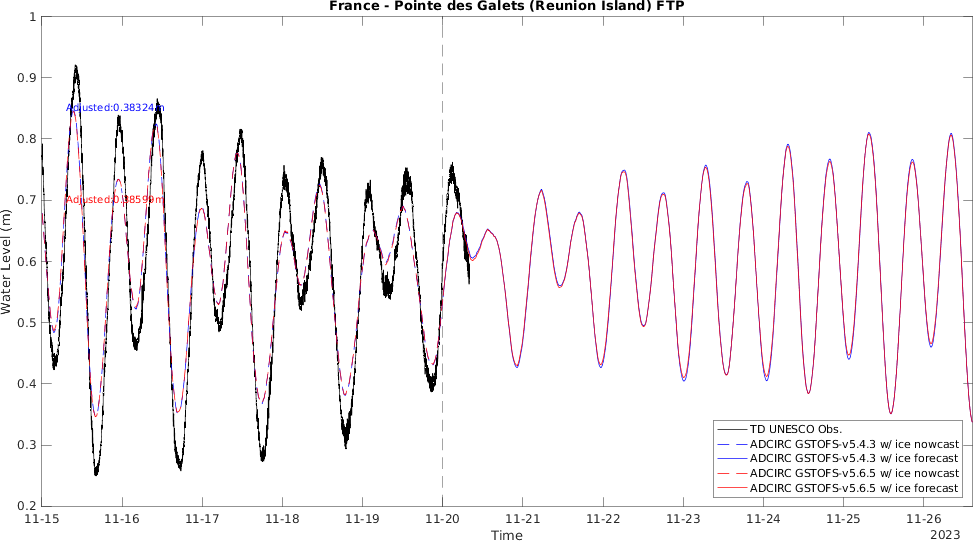 France - Pointe des Galets (Reunion Island) FTP
Water Level (m)
1
0.9
0.8
0.7
0.6
0.5
0.4
0.3
0.2
Adjusted:0.38324m
Adjusted:0.38599m
TD UNESCO Obs.
ADCIRC GSTOFS-v5.4.3 w/ ice nowcast
ADCIRC GSTOFS-v5.4.3 w/ ice forecast
ADCIRC GSTOFS-v5.6.5 w/ ice nowcast
ADCIRC GSTOFS-v5.6.5 w/ ice forecast
11-15 11-16 11-17 11-18 11-19 11-20 11-21 11-22 11-23 11-24 11-25 11-26
2023
Time